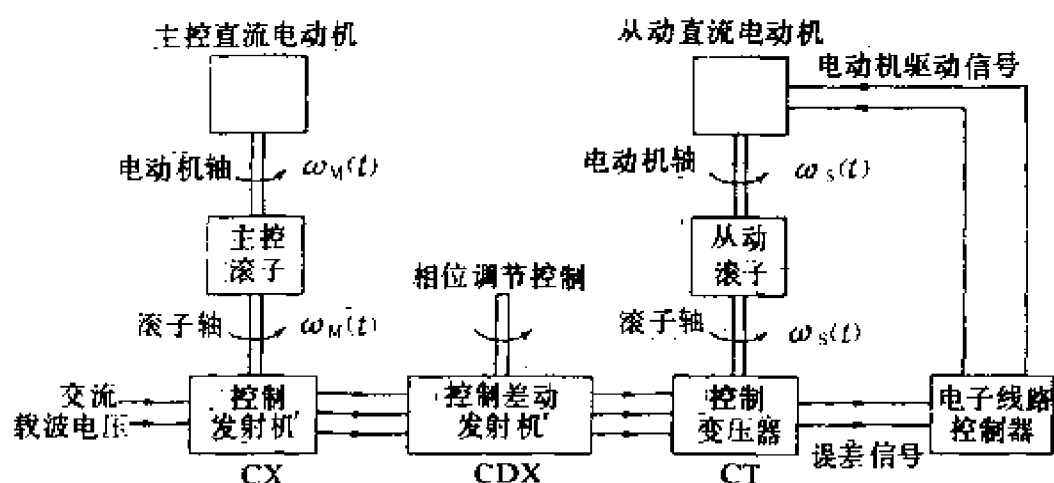 主控直流电动机
从动直流电动机
电动机驱动信号
电动机轴
ω_M(t)
电动机轴
ω_S(t)
主控
滚子
从动
滚子
相位调节控制
滚子轴
ω_M(t)
滚子轴
ω_S(t)
交流
载波电压
控制
发射机
控制差动
发射机
控制
变压器
电子线路
控制器
误差信号
CX
CDX
CT